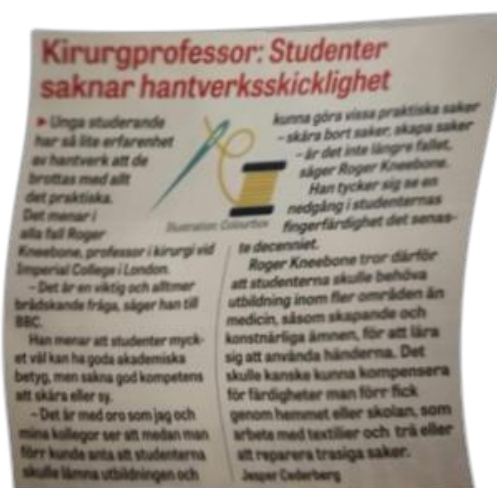 Kirurgprofessor: Studenter
saknar hantverksskicklighet
▸ Unga studerande
har så lite erfarenhet
av hantverk att de
brottas med allt
det praktiska.
Det menar i
alla fall Roger
Kneebone, professor i kirurgi vid
Imperial College i London.
– Det är en viktig och alltmer
brådskande fråga, säger han till
BBC.
Han menar att studenter myck-
et väl kan ha goda akademiska
betyg, men sakna god kompetens
att skära eller sy.
– Det är med oro som jag och
mina kollegor ser att medan man
förr kunde anta att studenterna
skulle lämna utbildningen och
Illustration: Colourbox
kunna göra vissa praktiska saker
– skära bort saker, skapa saker
– är det inte längre fallet,
säger Roger Kneebone.
Han tycker sig se en
nedgång i studenternas
fingerfärdighet det senas-
te decenniet.
Roger Kneebone tror därför
att studenterna skulle behöva
utbildning inom fler områden än
medicin, såsom skapande och
konstnärliga ämnen, för att lära
sig att använda händerna. Det
skulle kanske kunna kompensera
för färdigheter man förr fick
genom hemmet eller skolan, som
arbete med textilier och trä eller
att reparera trasiga saker.
Jesper Cederberg